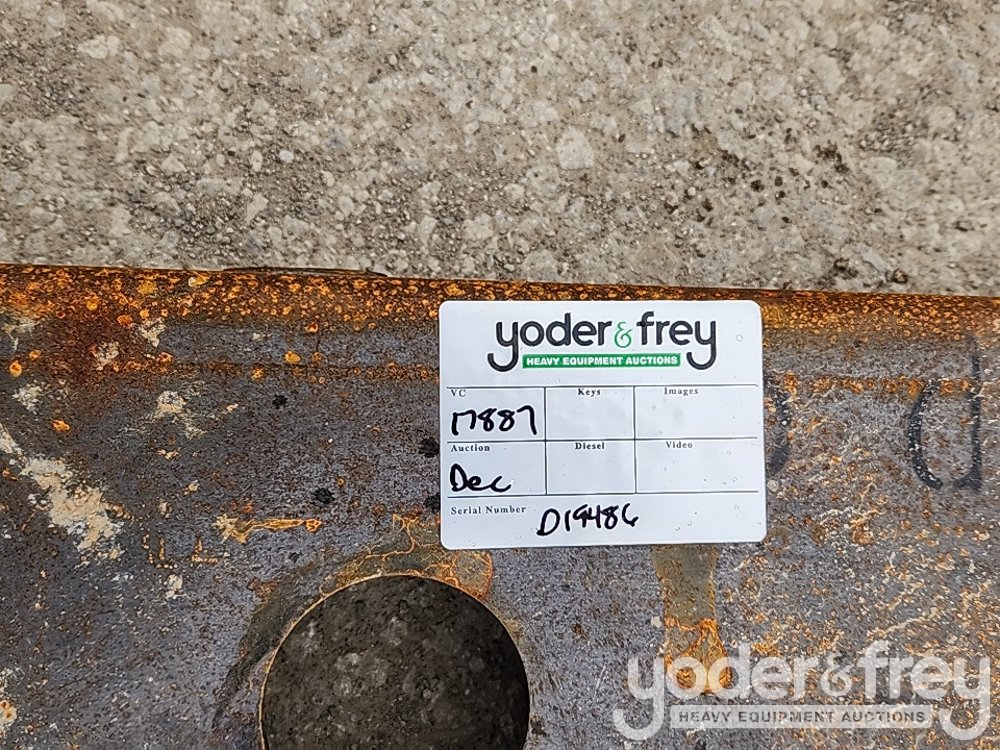 yoder & frey
HEAVY EQUIPMENT AUCTIONS
VC Keys Images
17887
Auction Diesel Video
Dec
Serial Number D19486
yoder & frey
HEAVY EQUIPMENT AUCTIONS